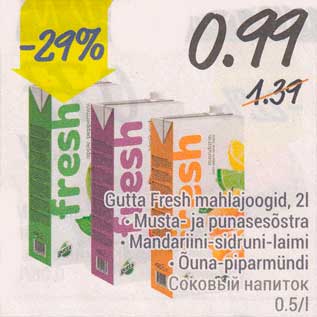 -29%
0.99
1.39
fresh
fresh
fresh
Gutta Fresh mahlajoogid, 2l
• Musta- ja punasesõstra
• Mandariini-sidruni-laimi
• Õuna-piparmündi
Соковый напиток
0.5/l